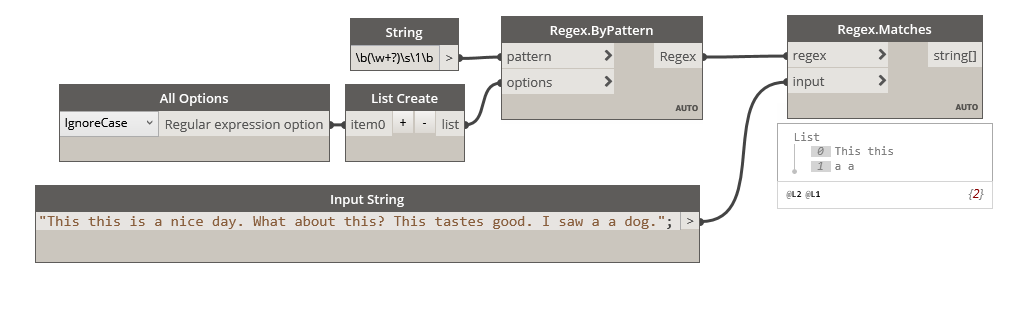 String
\b(\w+?)\s\1\b >
Regex.ByPattern
pattern > Regex
options >
AUTO
Regex.Matches
regex > string[]
input >
AUTO
All Options
IgnoreCase Regular expression option
List Create
item0 + - list
List
0 This this
1 a a
@L2 @L1 {2}
Input String
"This this is a nice day. What about this? This tastes good. I saw a a dog."; >